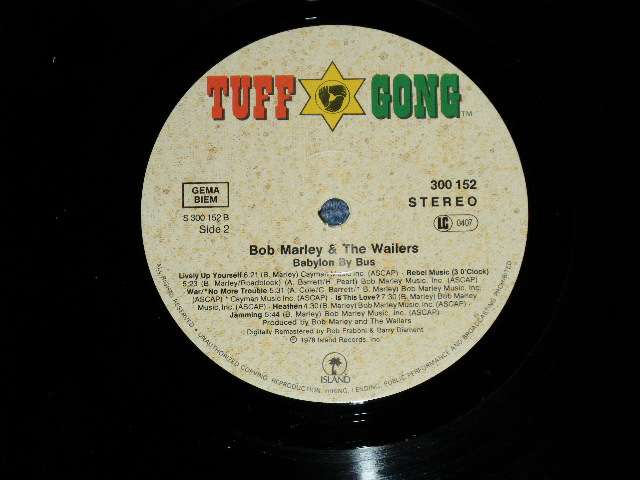 TUFF GONG™
GEMA
BIEM
S 300 152 B
Side 2
300 152
STEREO
LC 0407
Bob Marley & The Wailers
Babylon By Bus
Lively Up Yourself 6:21 (B. Marley) Cayman Music Inc. (ASCAP) · Rebel Music (3 O'Clock)
5:23 (B. Marley)/Roadblock) (A. Barrett/H. Peart) Bob Marley Music, Inc. (ASCAP)
War/*No More Trouble 5:31 (A. Cole/C. Barrett/* B. Marley) Bob Marley Music, Inc.
(ASCAP) * Cayman Music Inc. (ASCAP) · Is This Love? 7:30 (B. Marley) Bob Marley
Music, Inc. (ASCAP) · Heathen 4:30 (B. Marley) Bob Marley Music, Inc. (ASCAP)
Jamming 5:44 (B. Marley) Bob Marley Music, Inc. (ASCAP)
Produced by Bob Marley and The Wailers
Digitally Remastered by Rob Fraboni & Barry Diament
℗ 1978 Island Records, Inc.
ISLAND
ALL RIGHTS RESERVED · UNAUTHORIZED COPYING, REPRODUCTION, HIRING, LENDING, PUBLIC PERFORMANCE AND BROADCASTING PROHIBITED